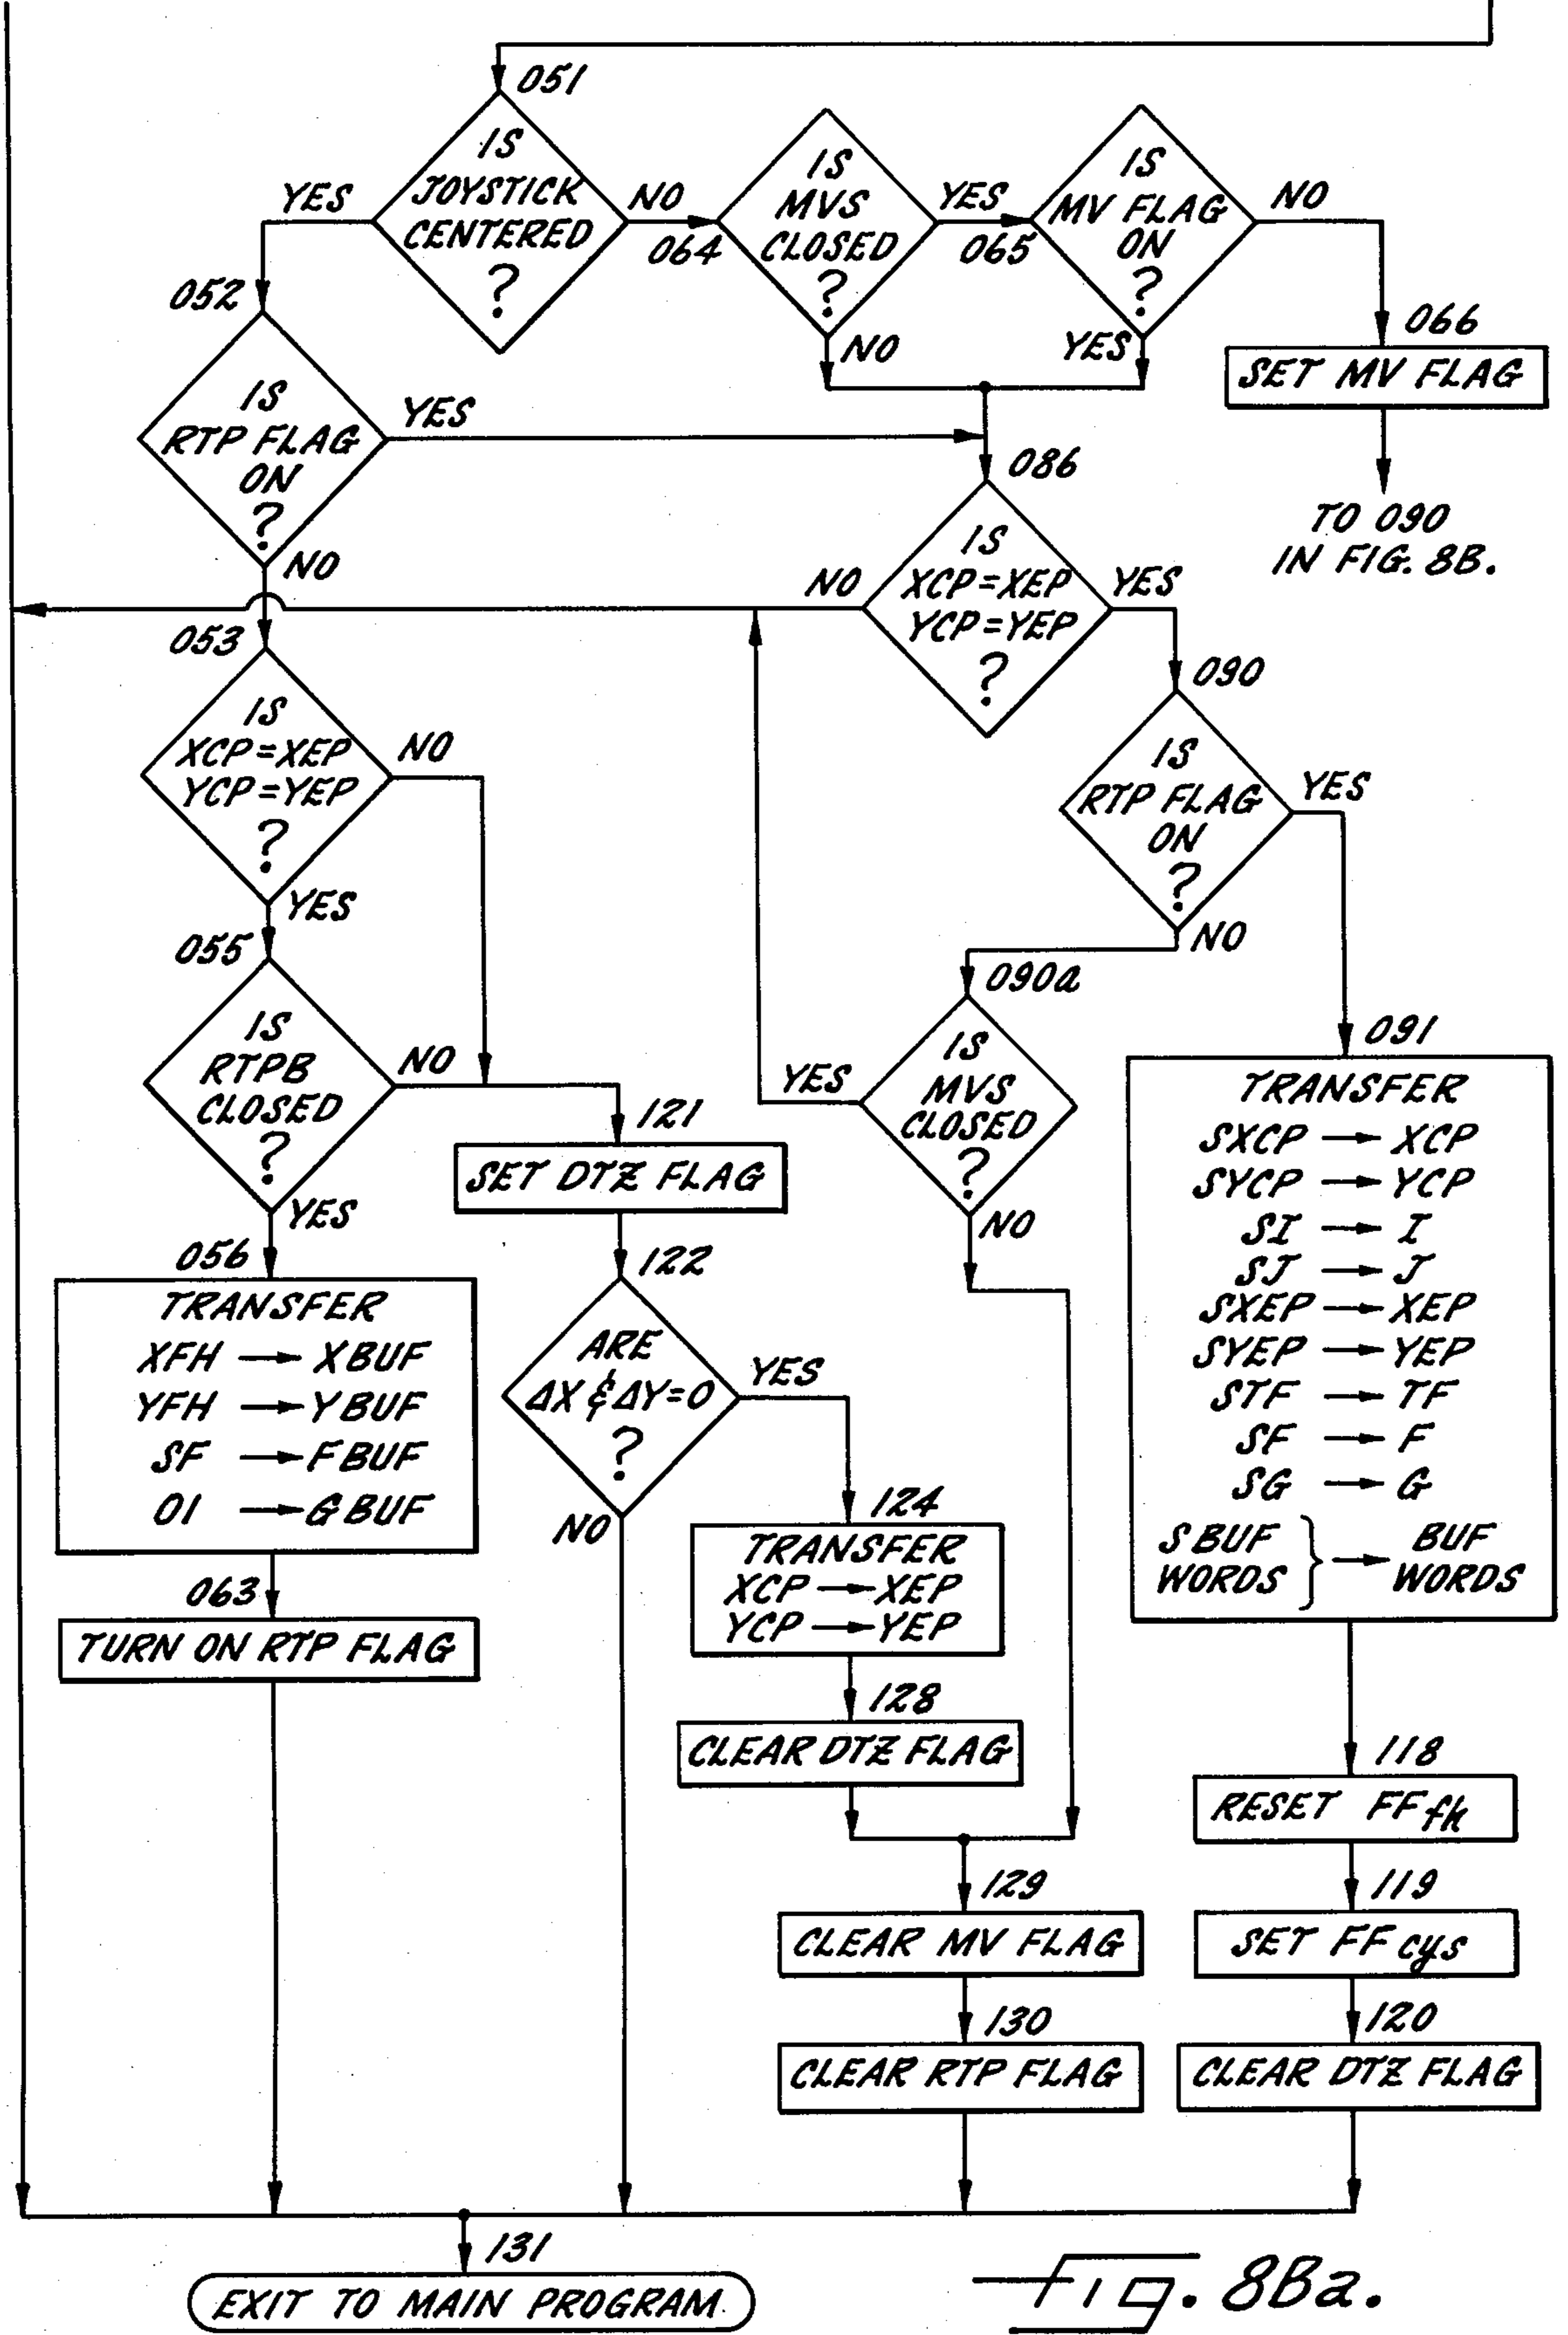 051
IS
JOYSTICK
CENTERED
?
YES
NO
064
IS
MVS
CLOSED
?
YES
065
NO
IS
MV FLAG
ON
?
NO
YES
066
SET MV FLAG
TO 090
IN FIG. 8B.
052
IS
RTP FLAG
ON
?
YES
NO
086
IS
XCP=XEP
YCP=YEP
?
NO
YES
053
IS
XCP=XEP
YCP=YEP
?
NO
YES
090
IS
RTP FLAG
ON
?
YES
NO
055
IS
RTPB
CLOSED
?
NO
YES
090a
IS
MVS
CLOSED
?
YES
NO
091
TRANSFER
SXCP → XCP
SYCP → YCP
SI → I
SJ → J
SXEP → XEP
SYEP → YEP
STF → TF
SF → F
SG → G
S BUF WORDS } → BUF WORDS
121
SET DTZ FLAG
056
TRANSFER
XFH → XBUF
YFH → YBUF
SF → FBUF
01 → GBUF
122
ARE
ΔX & ΔY=0
?
YES
NO
124
TRANSFER
XCP → XEP
YCP → YEP
063
TURN ON RTP FLAG
128
CLEAR DTZ FLAG
118
RESET FFfh
129
CLEAR MV FLAG
119
SET FFcys
130
CLEAR RTP FLAG
120
CLEAR DTZ FLAG
131
EXIT TO MAIN PROGRAM
Fig. 8Ba.